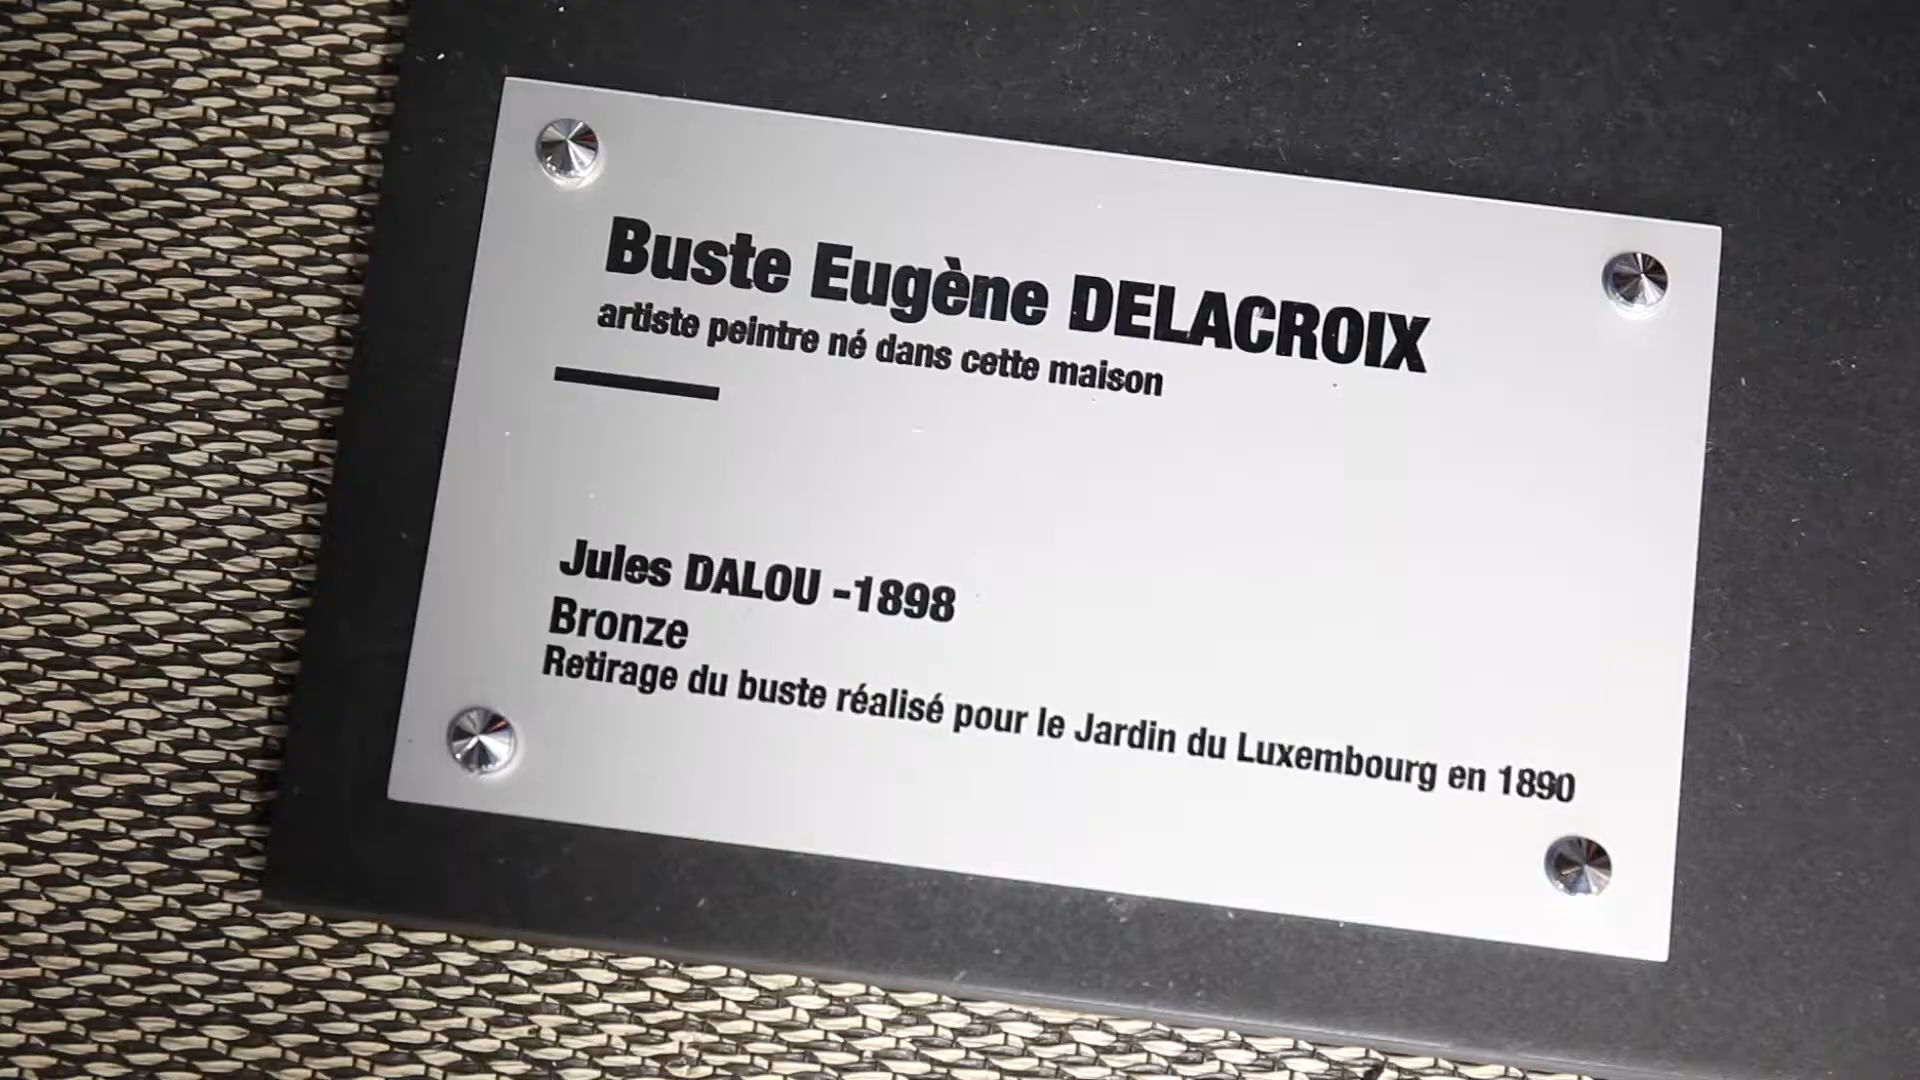 Buste Eugène DELACROIX
artiste peintre né dans cette maison
Jules DALOU -1898
Bronze
Retirage du buste réalisé pour le Jardin du Luxembourg en 1890